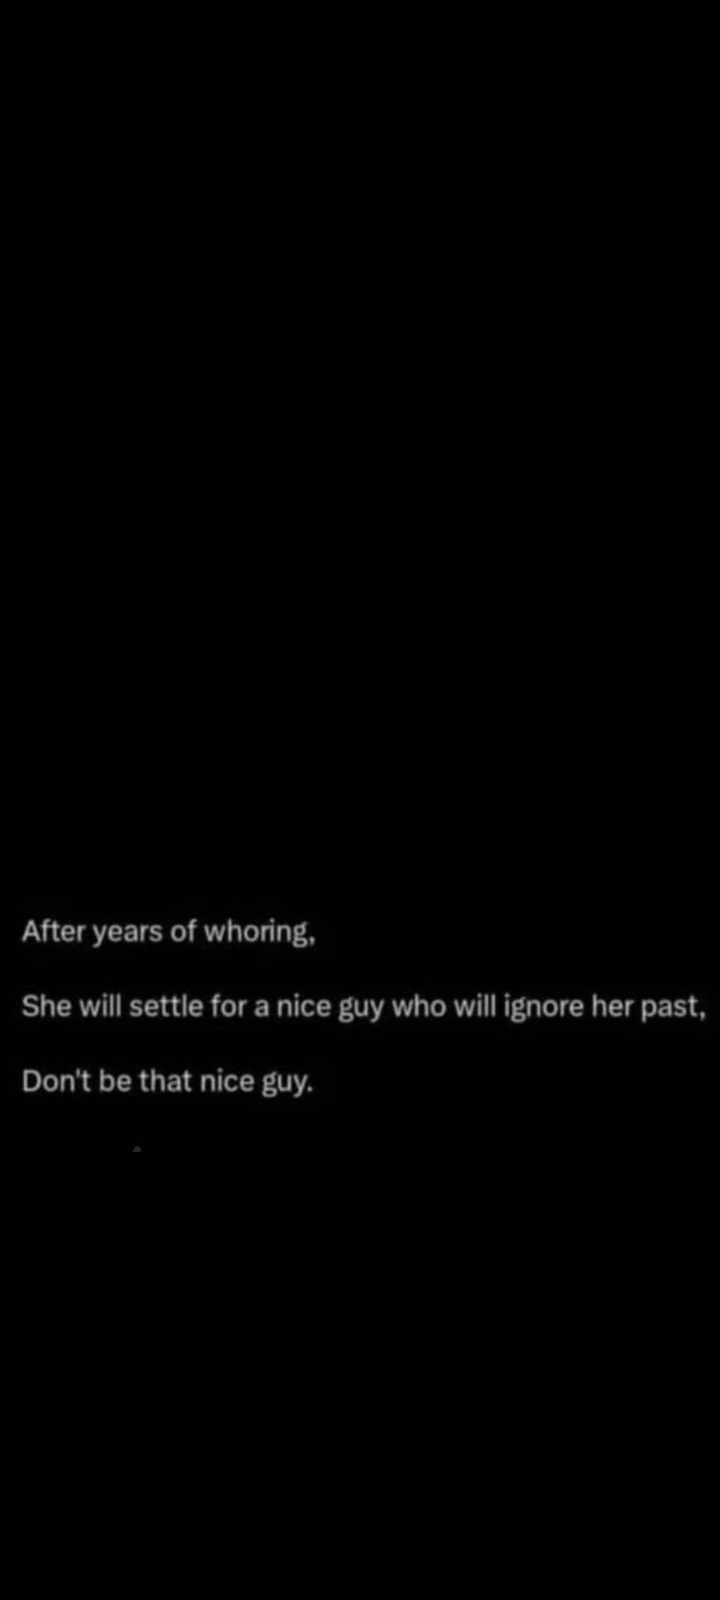 After years of whoring,
She will settle for a nice guy who will ignore her past,
Don't be that nice guy.